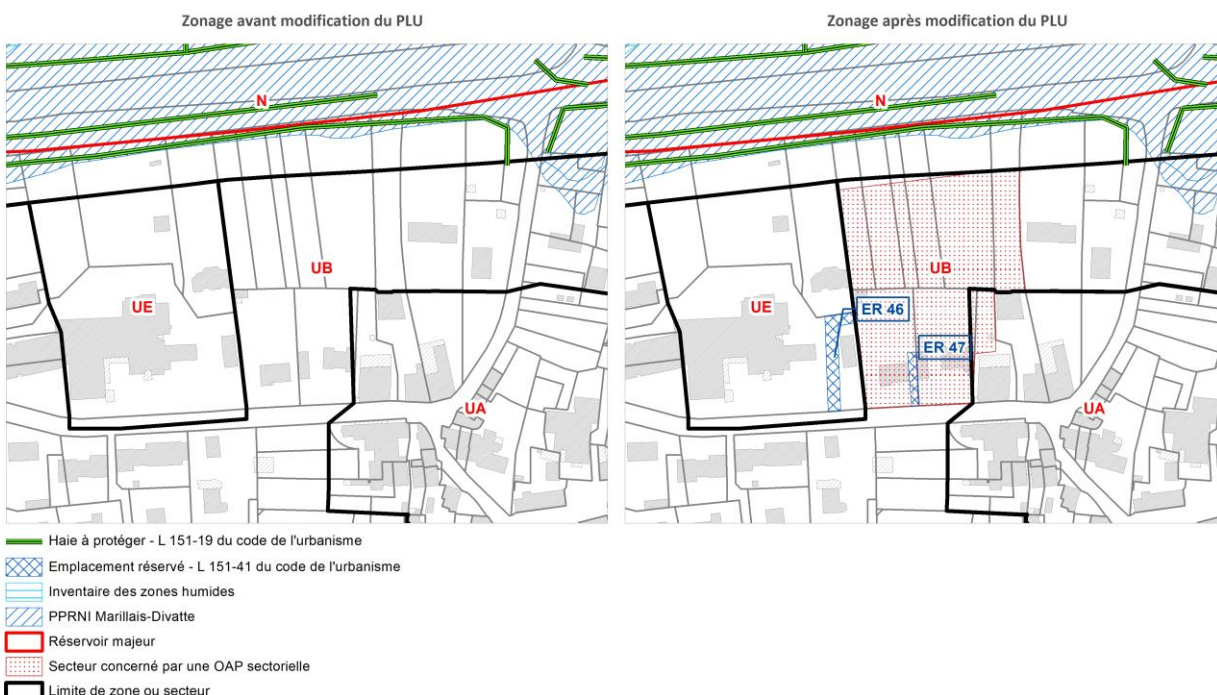 Zonage avant modification du PLU
N
UB
UE
UA
Zonage après modification du PLU
N
UB
UE
ER 46
ER 47
UA
Haie à protéger - L 151-19 du code de l'urbanisme
Emplacement réservé - L 151-41 du code de l'urbanisme
Inventaire des zones humides
PPRNI Marillais-Divatte
Réservoir majeur
Secteur concerné par une OAP sectorielle
Limite de zone ou secteur